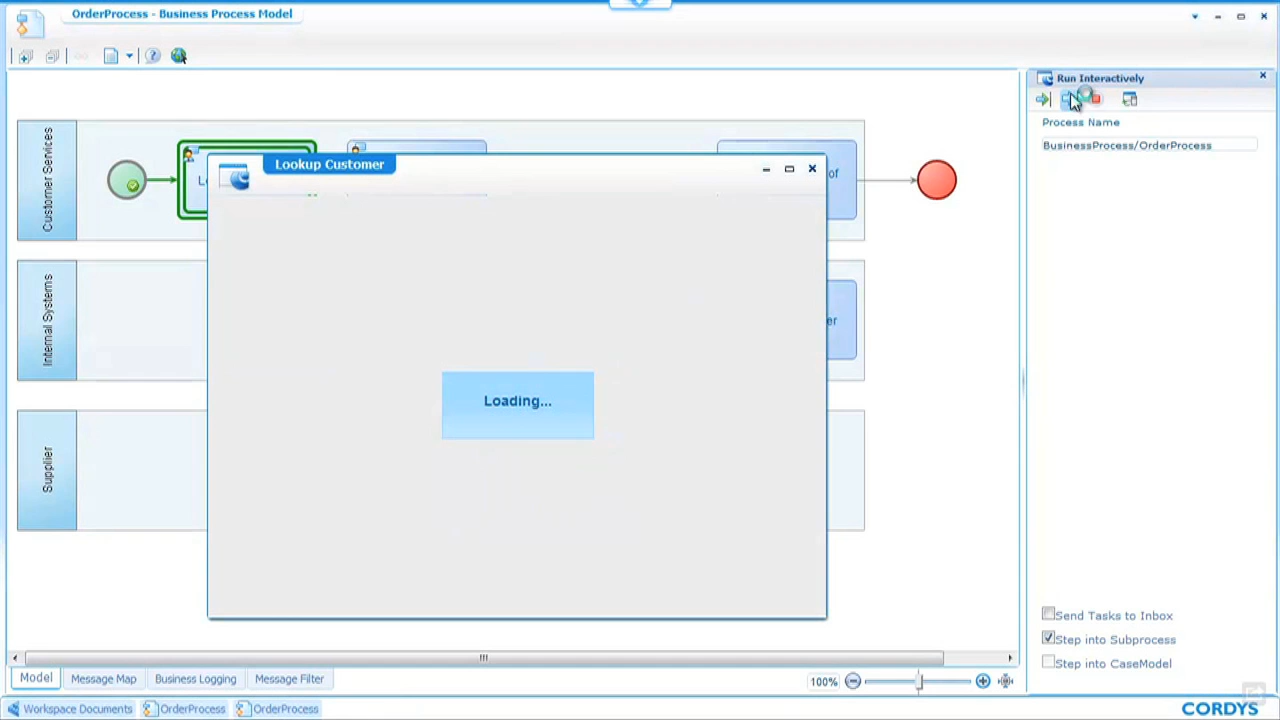 OrderProcess - Business Process Model
Run Interactively
Process Name
BusinessProcess/OrderProcess
Customer Services
Lookup Customer
of
Loading...
Internal Systems
er
Supplier
Send Tasks to Inbox
Step into Subprocess
Step into CaseModel
Model
Message Map
Business Logging
Message Filter
100%
Workspace Documents
OrderProcess
OrderProcess
CORDYS